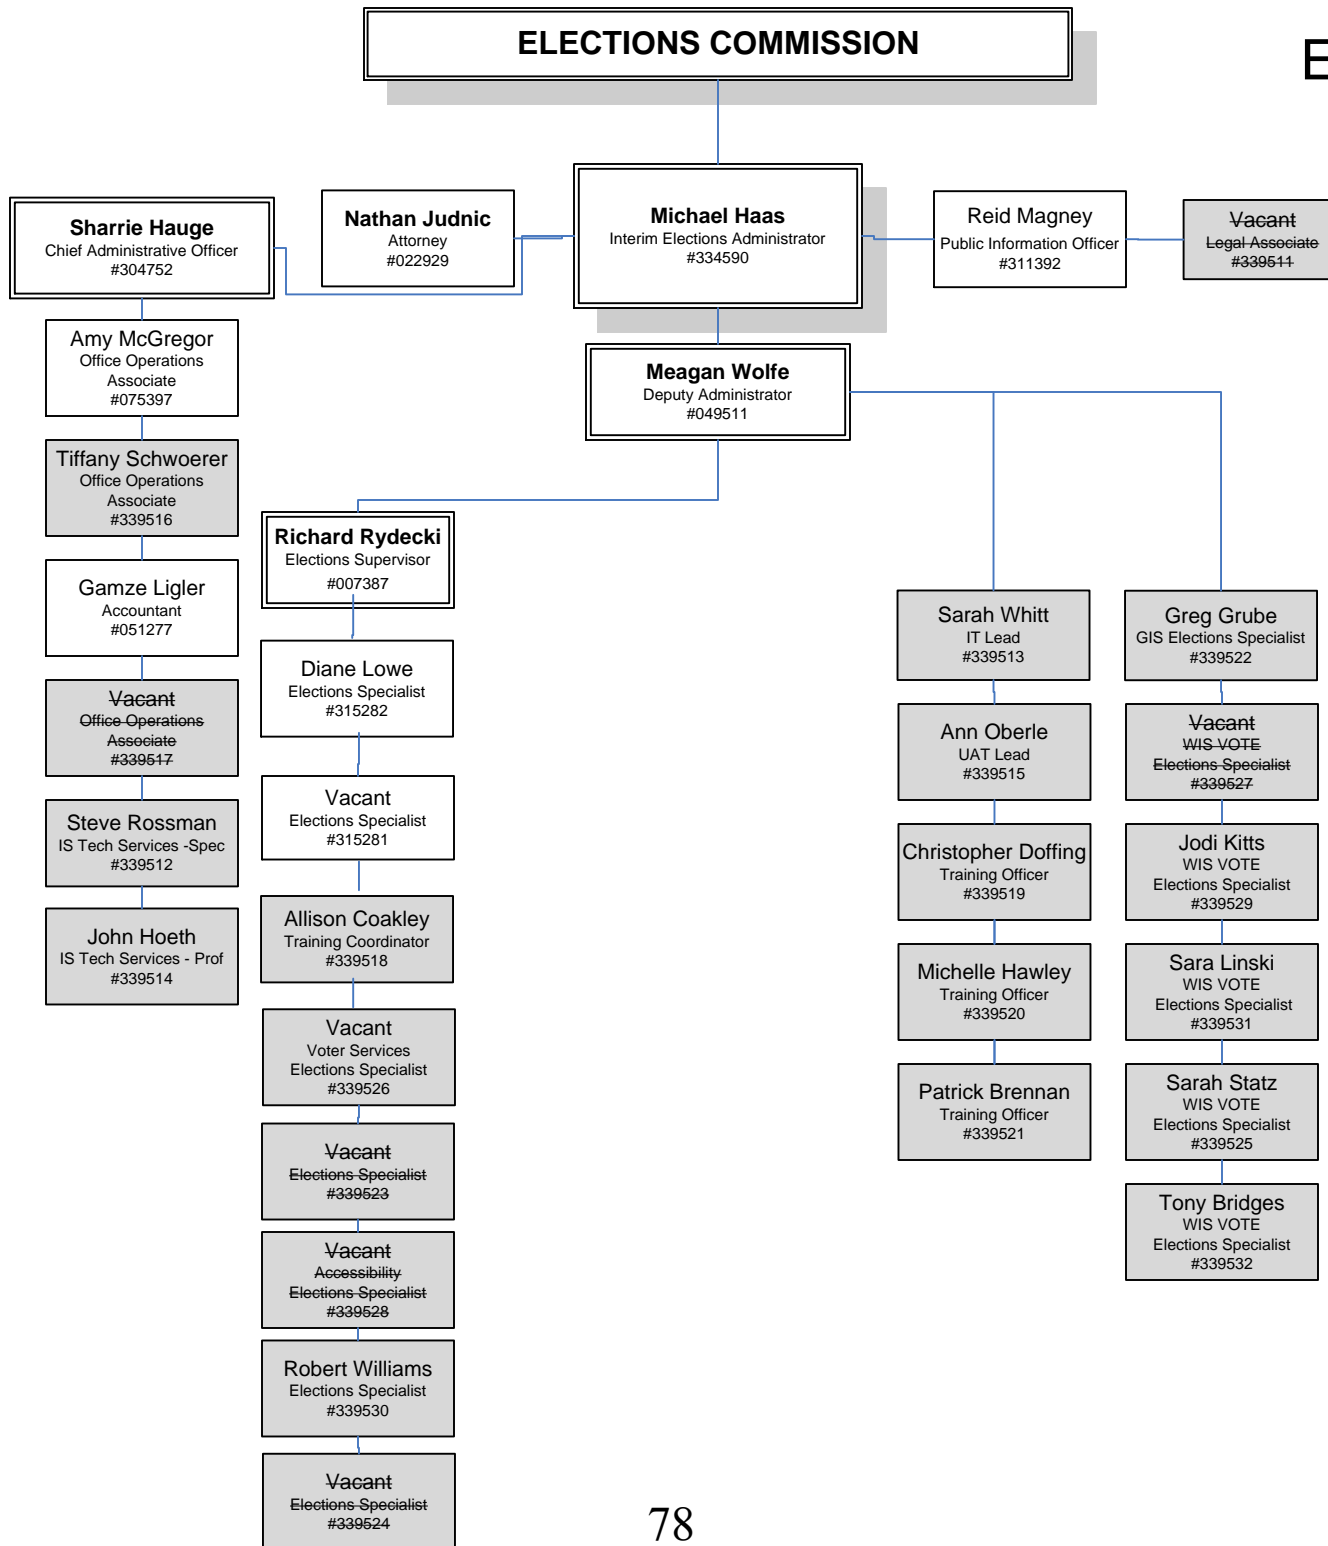 ELECTIONS COMMISSION
E
Sharrie Hauge
Chief Administrative Officer
#304752
Nathan Judnic
Attorney
#022929
Michael Haas
Interim Elections Administrator
#334590
Reid Magney
Public Information Officer
#311392
Vacant
Legal Associate
#339511
Meagan Wolfe
Deputy Administrator
#049511
Amy McGregor
Office Operations
Associate
#075397
Tiffany Schwoerer
Office Operations
Associate
#339516
Gamze Ligler
Accountant
#051277
Vacant
Office Operations
Associate
#339517
Steve Rossman
IS Tech Services -Spec
#339512
John Hoeth
IS Tech Services - Prof
#339514
Richard Rydecki
Elections Supervisor
#007387
Diane Lowe
Elections Specialist
#315282
Vacant
Elections Specialist
#315281
Allison Coakley
Training Coordinator
#339518
Vacant
Voter Services
Elections Specialist
#339526
Vacant
Elections Specialist
#339523
Vacant
Accessibility
Elections Specialist
#339528
Robert Williams
Elections Specialist
#339530
Vacant
Elections Specialist
#339524
Sarah Whitt
IT Lead
#339513
Ann Oberle
UAT Lead
#339515
Christopher Doffing
Training Officer
#339519
Michelle Hawley
Training Officer
#339520
Patrick Brennan
Training Officer
#339521
Greg Grube
GIS Elections Specialist
#339522
Vacant
WIS VOTE
Elections Specialist
#339527
Jodi Kitts
WIS VOTE
Elections Specialist
#339529
Sara Linski
WIS VOTE
Elections Specialist
#339531
Sarah Statz
WIS VOTE
Elections Specialist
#339525
Tony Bridges
WIS VOTE
Elections Specialist
#339532
78